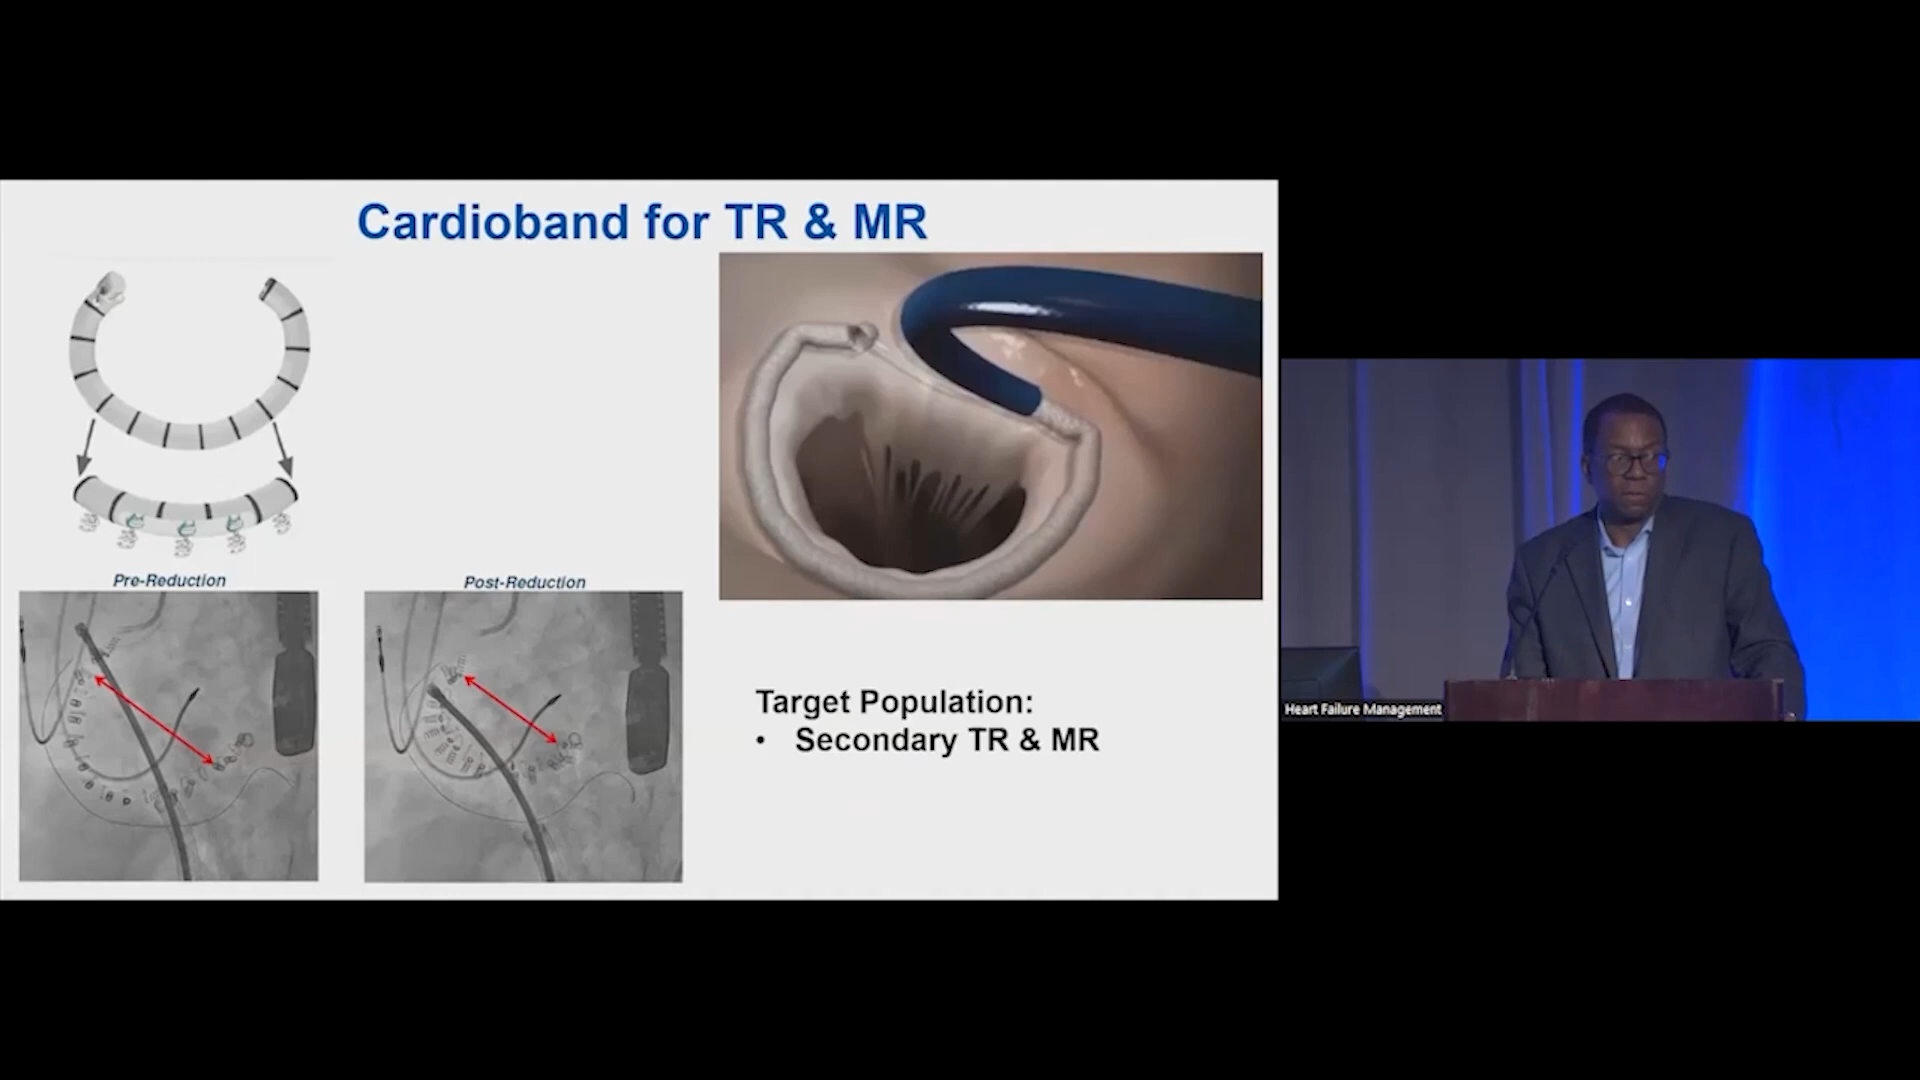 Cardioband for TR & MR
Pre-Reduction
Post-Reduction
Target Population:
• Secondary TR & MR
Heart Failure Management